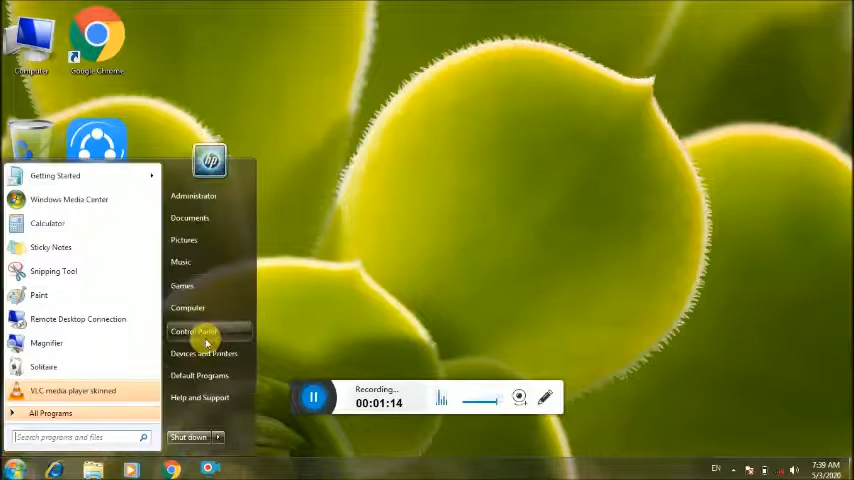 Computer
Google Chrome
hp
Getting Started
Windows Media Center
Calculator
Sticky Notes
Snipping Tool
Paint
Remote Desktop Connection
Magnifier
Solitaire
VLC media player skinned
All Programs
Search programs and files
Administrator
Documents
Pictures
Music
Games
Computer
Control Panel
Devices and Printers
Default Programs
Help and Support
Shut down
Recording...
00:01:14
EN
7:39 AM
5/3/2020